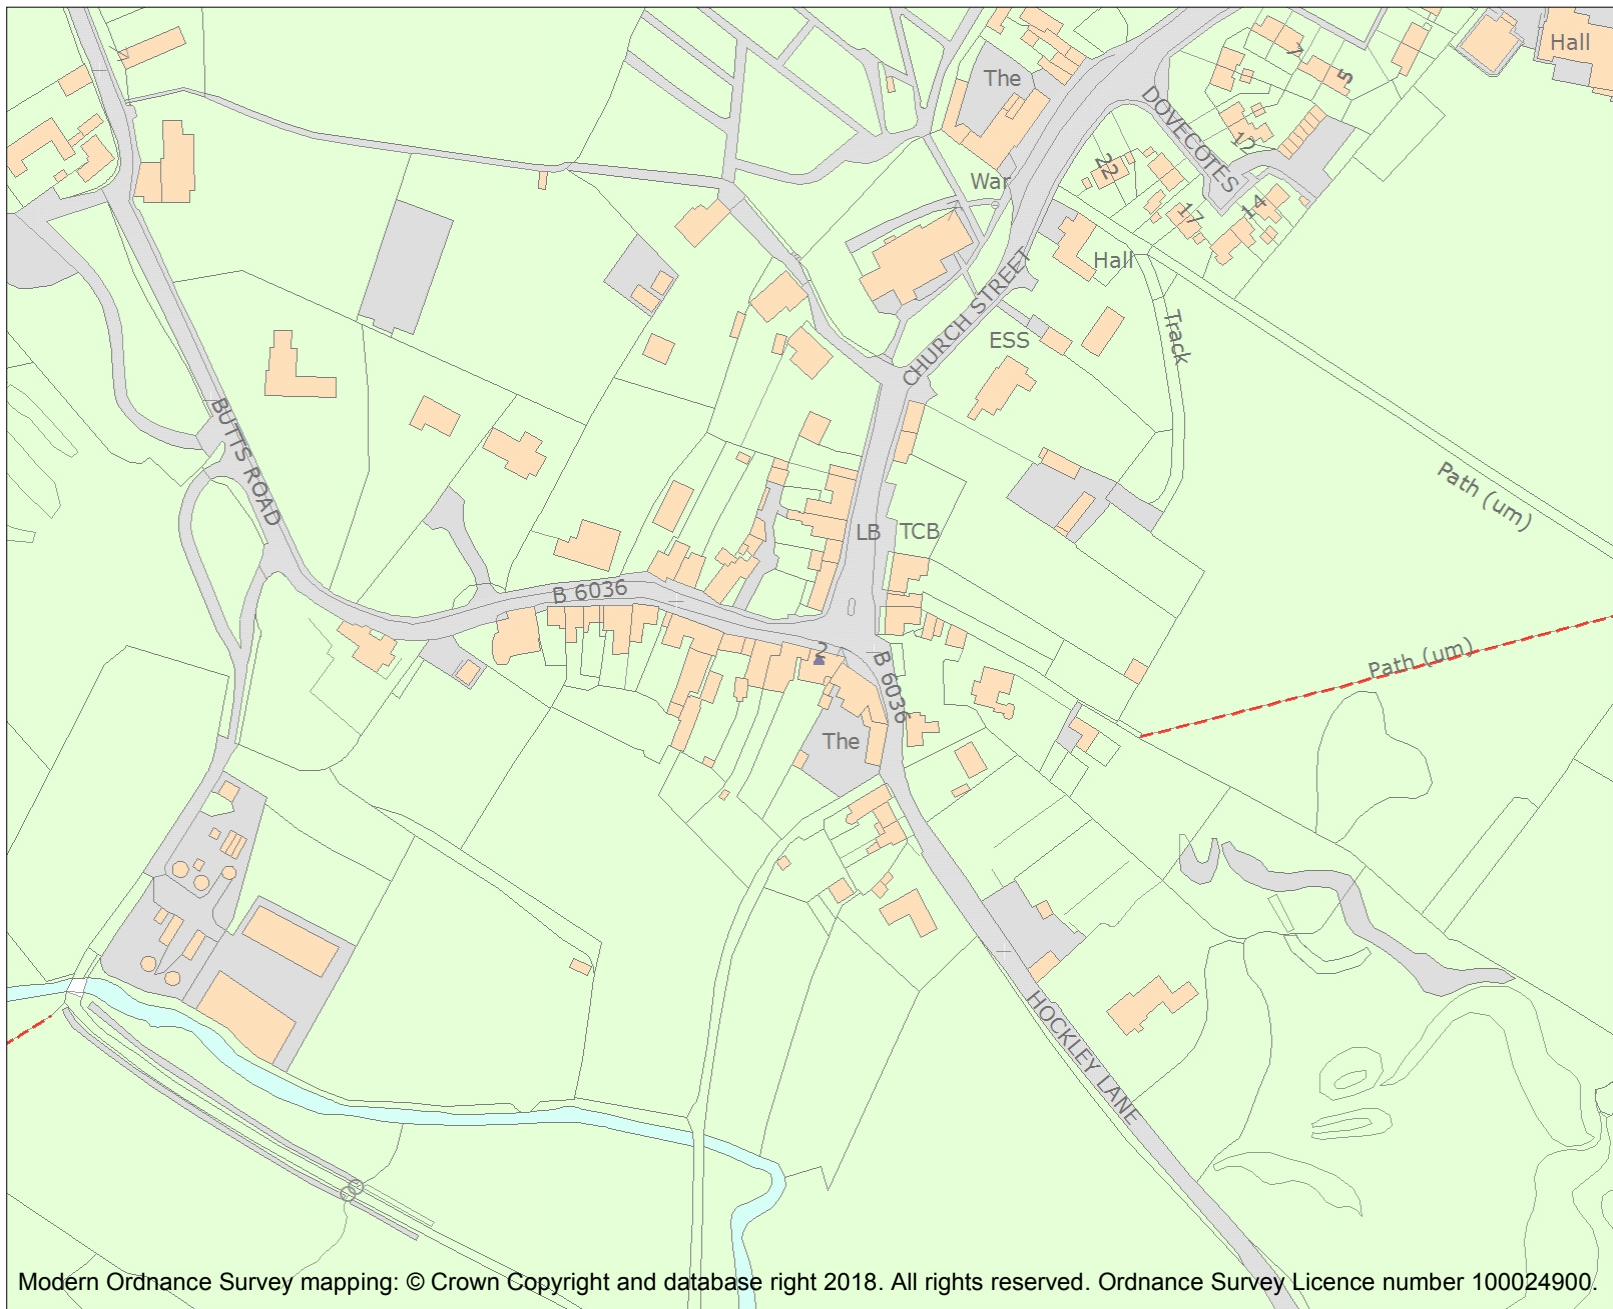 Hall
The
7
5
DOVECOTES
12
22
War
17
14
CHURCH STREET
Hall
Track
ESS
BUTTS ROAD
Path (um)
LB
TCB
B 6036
2
B 6036
Path (um)
The
HOCKLEY LANE
Modern Ordnance Survey mapping: © Crown Copyright and database right 2018. All rights reserved. Ordnance Survey Licence number 100024900.